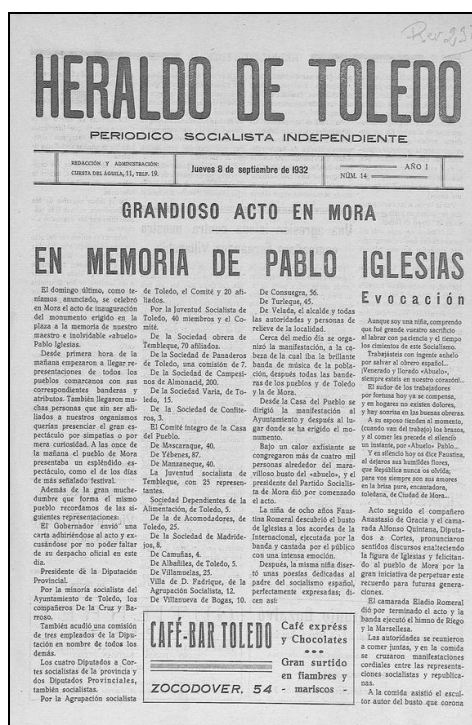 HERALDO DE TOLEDO
PERIODICO SOCIALISTA INDEPENDIENTE
REDACCIÓN Y ADMINISTRACIÓN:
CUESTA DEL ÁGUILA, 11, TELF. 19.
Jueves 8 de septiembre de 1932
AÑO I
NÚM. 14
GRANDIOSO ACTO EN MORA
EN MEMORIA DE PABLO IGLESIAS
El domingo último, como te-
níamos anunciado, se celebró
en Mora el acto de inauguración
del monumento erigido en la
plaza a la memoria de nuestro
maestro e inolvidable «abuelo»
Pablo Iglesias.
Desde primera hora de la
mañana empezaron a llegar re-
presentaciones de todos los
pueblos comarcanos con sus
correspondientes banderas y
atributos. También llegaron mu-
chas personas que sin ser afi-
liados a nuestros organismos
querían presenciar el gran es-
pectáculo por simpatías o por
mera curiosidad. A las once de
la mañana el pueblo de Mora
presentaba un espléndido es-
pectáculo, como el de los días
de más señalado festival.
Además de la gran muche-
dumbre que forma el mismo
pueblo recordamos de las si-
guientes representaciones:
El Gobernador envió una
carta adhiriéndose al acto y ex-
cusándose por no poder faltar
de su despacho oficial en este
día.
Presidente de la Diputación
Provincial.
Por la minoría socialista del
Ayuntamiento de Toledo, los
compañeros De la Cruz y Ba-
rroso.
También acudió una comisión
de tres empleados de la Dipu-
tación en nombre de todos los
demás.
Los cuatro Diputados a Cor-
tes socialistas de la provincia y
dos Diputados Provinciales,
también socialistas.
Por la Agrupación socialista
de Toledo, el Comité y 20 afi-
liados.
Por la Juventud Socialista de
Toledo, 40 miembros y el Co-
mité.
De la Sociedad obrera de
Tembleque, 70 afiliados.
De la Sociedad de Panaderos
de Toledo, una comisión de 7.
De la Sociedad de Campesi-
nos de Almonacid, 200.
De la Sociedad Varia, de To-
ledo, 15.
De la Sociedad de Confite-
ros, 3.
El Comité íntegro de la Casa
del Pueblo.
De Mascaraque, 40,
De Yébenes, 87.
De Manzaneque, 40.
La Juventud socialista de
Tembleque, con 25 represen-
tantes.
Sociedad Dependientes de la
Alimentación, de Toledo, 5.
De la de Acomodadores, de
Toledo, 25.
De la Sociedad de Madride-
jos, 8.
De Camuñas, 4.
De Albañiles, de Toledo, 5.
De Villamuelas, 25.
Villa de D. Fadrique, de la
Agrupación Socialista, 12.
De Villanueva de Bogas, 10.
De Consuegra, 56.
De Turleque, 45.
De Velada, el alcalde y todas
las autoridades y personas de
relieve de la localidad.
Cerca del medio día se orga-
nizó la manifestación, a la ca-
beza de la cual iba la brillante
banda de música de la pobla-
ción, después todas las bande-
ras de los pueblos y de Toledo
y la de Mora.
Desde la Casa del Pueblo se
dirigió la manifestación al
Ayuntamiento y después al lu-
gar donde se ha erigido el mo-
numento.
Bajo un calor axfisiante se
congregaron más de cuatro mil
personas alrededor del mara-
villoso busto del «abuelo», y el
presidente del Partido Socialis-
ta de Mora dió por comenzado
el acto.
La niña de ocho años Faus-
tina Romeral descubrió el busto
de Iglesias a los acordes de la
Internacional, ejecutada por la
banda y cantada por el público
con una intensa emoción.
Después, la misma niña diser-
tó unas poesías dedicadas al
padre del socialismo español,
perfectamente expresadas; di-
cen así:
CAFÉ-BAR TOLEDO
ZOCODOVER, 54
Café expréss
y Chocolates
Gran surtido
en fiambres y
- mariscos -
Evocación
Aunque soy una niña, comprendo
que fué grande vuestro sacrificio
al labrar con paciencia y el tiempo
los cimientos de este Socialismo.
Trabajasteis con ingente anhelo
por salvar al obrero español...
¡Venerado y llorado «Abuelo»,
siempre estáis en nuestro corazón!..
El sudor de los trabajadores
por fortuna hoy ya se compensa,
y en hogares no existen dolores,
y hay sonrisa en las buenas obreras.
A su esposo tienden al momento,
cuando van del trabajo los brazos,
y al comer les precede el silencio
un instante, por «Abuelo» Pablo...
Y es silencio hoy os dice Faustina,
al dejaros sus humildes flores,
que República nunca os olvida;
para vos siempre son sus amores
en la brisa pura, encantadora,
toledana, de Ciudad de Mora...
Acto seguido el compañero
Anastasio de Gracia y el camara-
rada Alfonso Quintana, Diputa-
dos a Cortes, pronunciaron
sentidos discursos enalteciendo
la figura de Iglesias y felicitán-
do al pueblo de Mora por la
gran iniciativa de perpetuar este
recuerdo para futuras genera-
ciones.
El camarada Eladio Romeral
dió por terminado el acto y la
banda ejecutó el himno de Riego
y la Marsellesa.
Las autoridades se reunieron
a comer juntas, y en la comida
se cruzaron manifestaciones
cordiales entre las representa-
ciones socialistas y republica-
nas.
A la comida asistió el escul-
tor autor del busto que corona